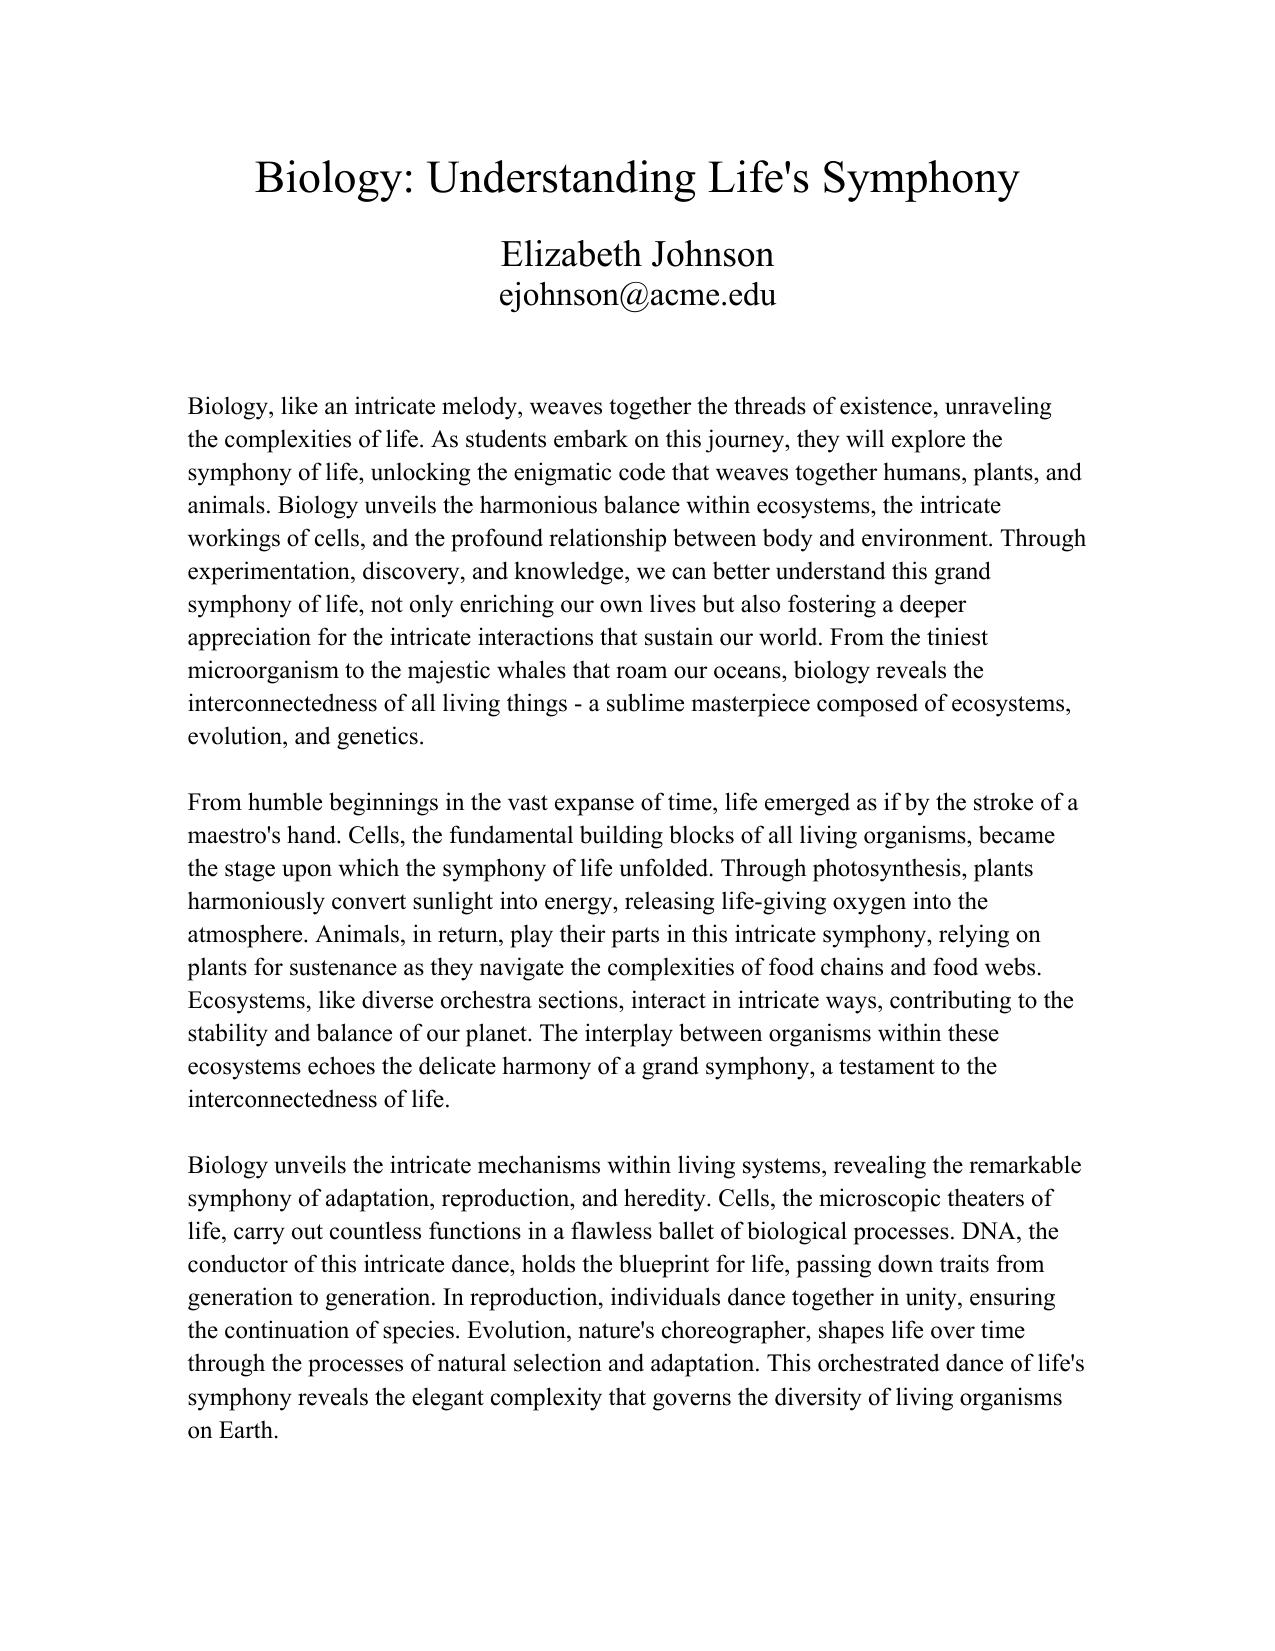 Biology: Understanding Life's Symphony
Elizabeth Johnson
ejohnson@acme.edu
Biology, like an intricate melody, weaves together the threads of existence, unraveling
the complexities of life. As students embark on this journey, they will explore the
symphony of life, unlocking the enigmatic code that weaves together humans, plants, and
animals. Biology unveils the harmonious balance within ecosystems, the intricate
workings of cells, and the profound relationship between body and environment. Through
experimentation, discovery, and knowledge, we can better understand this grand
symphony of life, not only enriching our own lives but also fostering a deeper
appreciation for the intricate interactions that sustain our world. From the tiniest
microorganism to the majestic whales that roam our oceans, biology reveals the
interconnectedness of all living things - a sublime masterpiece composed of ecosystems,
evolution, and genetics.
From humble beginnings in the vast expanse of time, life emerged as if by the stroke of a
maestro's hand. Cells, the fundamental building blocks of all living organisms, became
the stage upon which the symphony of life unfolded. Through photosynthesis, plants
harmoniously convert sunlight into energy, releasing life-giving oxygen into the
atmosphere. Animals, in return, play their parts in this intricate symphony, relying on
plants for sustenance as they navigate the complexities of food chains and food webs.
Ecosystems, like diverse orchestra sections, interact in intricate ways, contributing to the
stability and balance of our planet. The interplay between organisms within these
ecosystems echoes the delicate harmony of a grand symphony, a testament to the
interconnectedness of life.
Biology unveils the intricate mechanisms within living systems, revealing the remarkable
symphony of adaptation, reproduction, and heredity. Cells, the microscopic theaters of
life, carry out countless functions in a flawless ballet of biological processes. DNA, the
conductor of this intricate dance, holds the blueprint for life, passing down traits from
generation to generation. In reproduction, individuals dance together in unity, ensuring
the continuation of species. Evolution, nature's choreographer, shapes life over time
through the processes of natural selection and adaptation. This orchestrated dance of life's
symphony reveals the elegant complexity that governs the diversity of living organisms
on Earth.